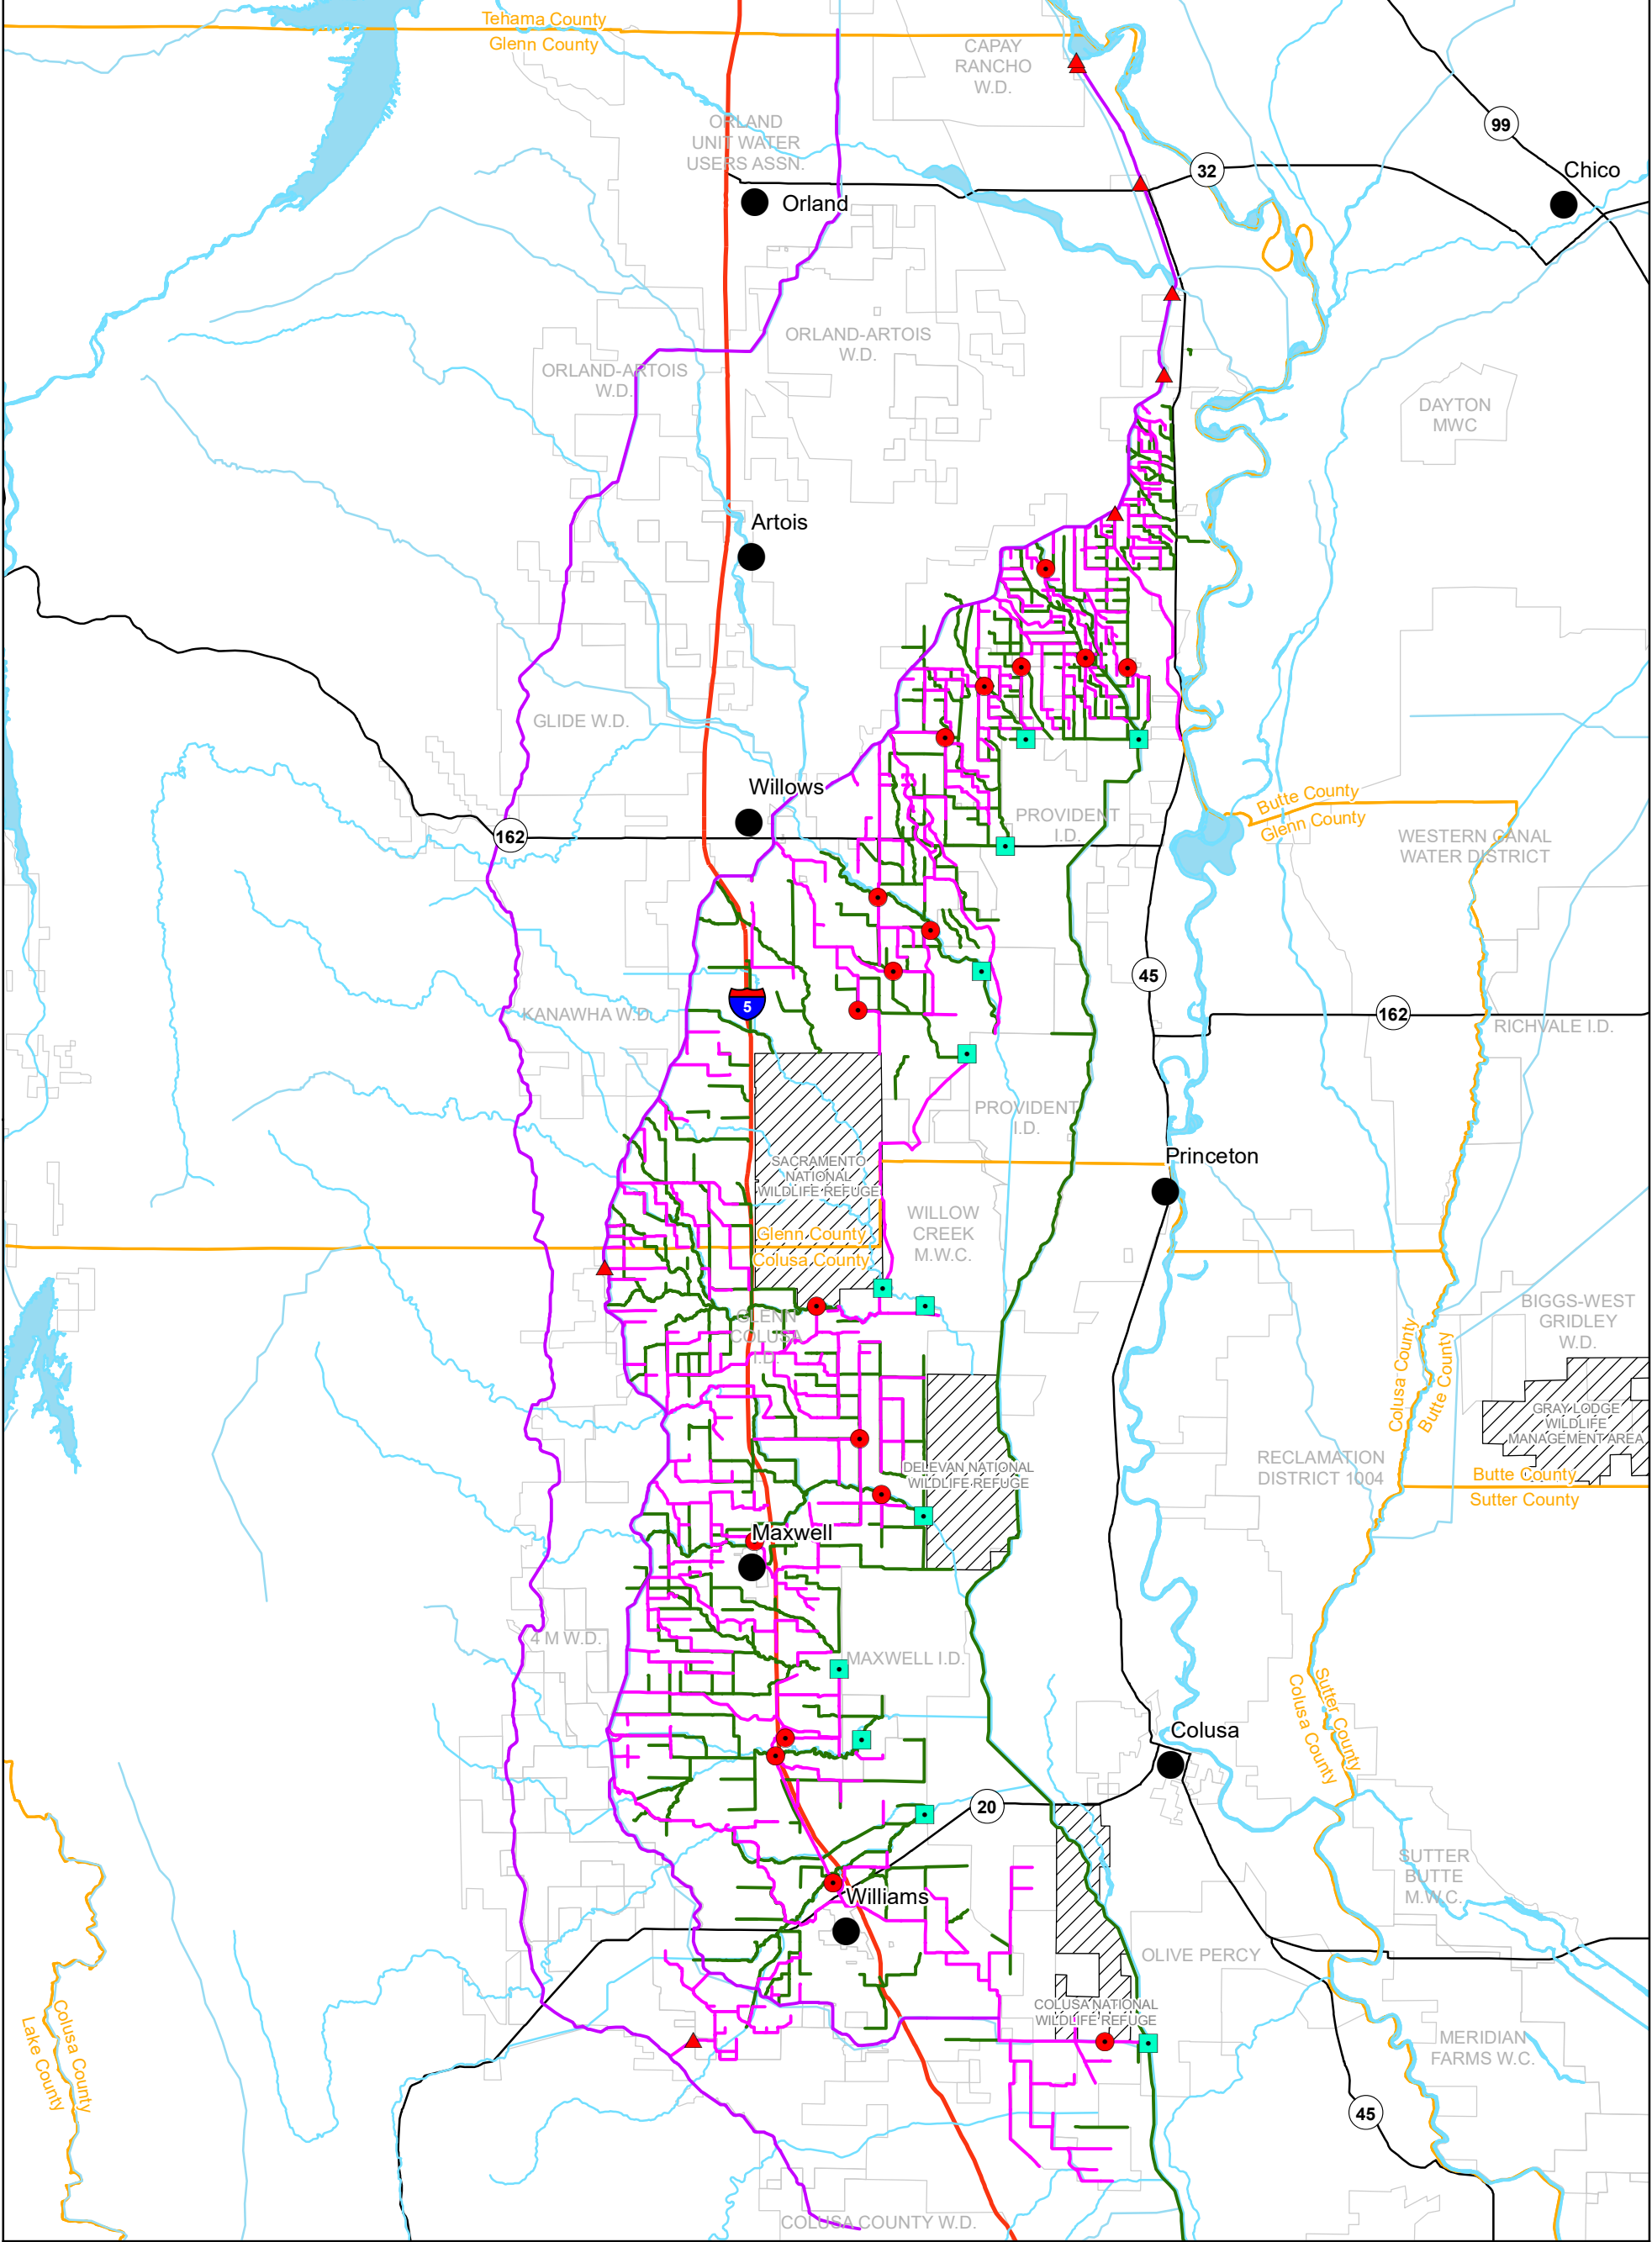 Tehama County
Glenn County
CAPAY
RANCHO
W.D.
99
ORLAND
UNIT WATER
USERS ASSN.
32
Chico
Orland
ORLAND-ARTOIS
W.D.
ORLAND-ARTOIS
W.D.
DAYTON
MWC
Artois
GLIDE W.D.
Willows
Butte County
Glenn County
PROVIDENT
I.D.
162
WESTERN CANAL
WATER DISTRICT
45
5
KANAWHA W.D.
162
RICHVALE I.D.
PROVIDENT
I.D.
Princeton
SACRAMENTO
NATIONAL
WILDLIFE REFUGE
WILLOW
CREEK
M.W.C.
Glenn County
Colusa County
GLENN
COLUSA
I.D.
BIGGS-WEST
GRIDLEY
W.D.
Colusa County
Butte County
GRAY LODGE
WILDLIFE
MANAGEMENT AREA
DELEVAN NATIONAL
WILDLIFE REFUGE
RECLAMATION
DISTRICT 1004
Butte County
Sutter County
Maxwell
4 M W.D.
MAXWELL I.D.
Sutter County
Colusa County
Colusa
20
SUTTER
BUTTE
M.W.C.
Williams
OLIVE PERCY
COLUSA NATIONAL
WILDLIFE REFUGE
Colusa County
Lake County
MERIDIAN
FARMS W.C.
45
COLUSA COUNTY W.D.